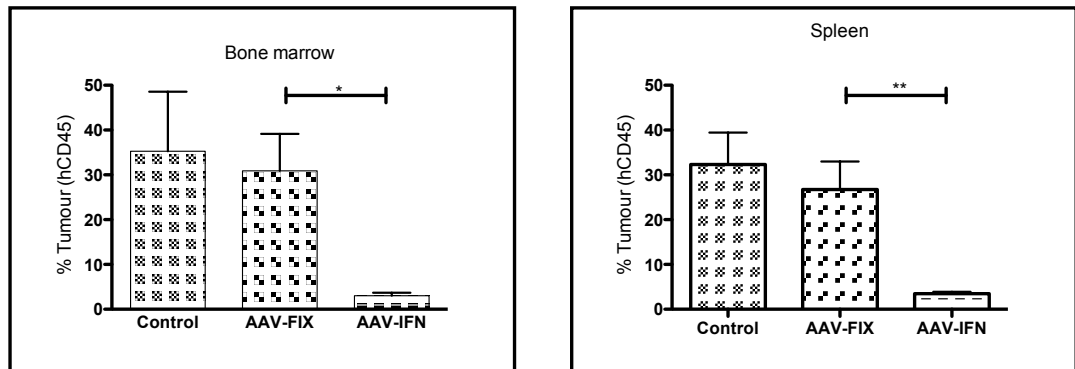 Bone marrow
% Tumour (hCD45)
50
40
30
20
10
0
*
Control AAV-FIX AAV-IFN
Spleen
% Tumour (hCD45)
50
40
30
20
10
0
**
Control AAV-FIX AAV-IFN